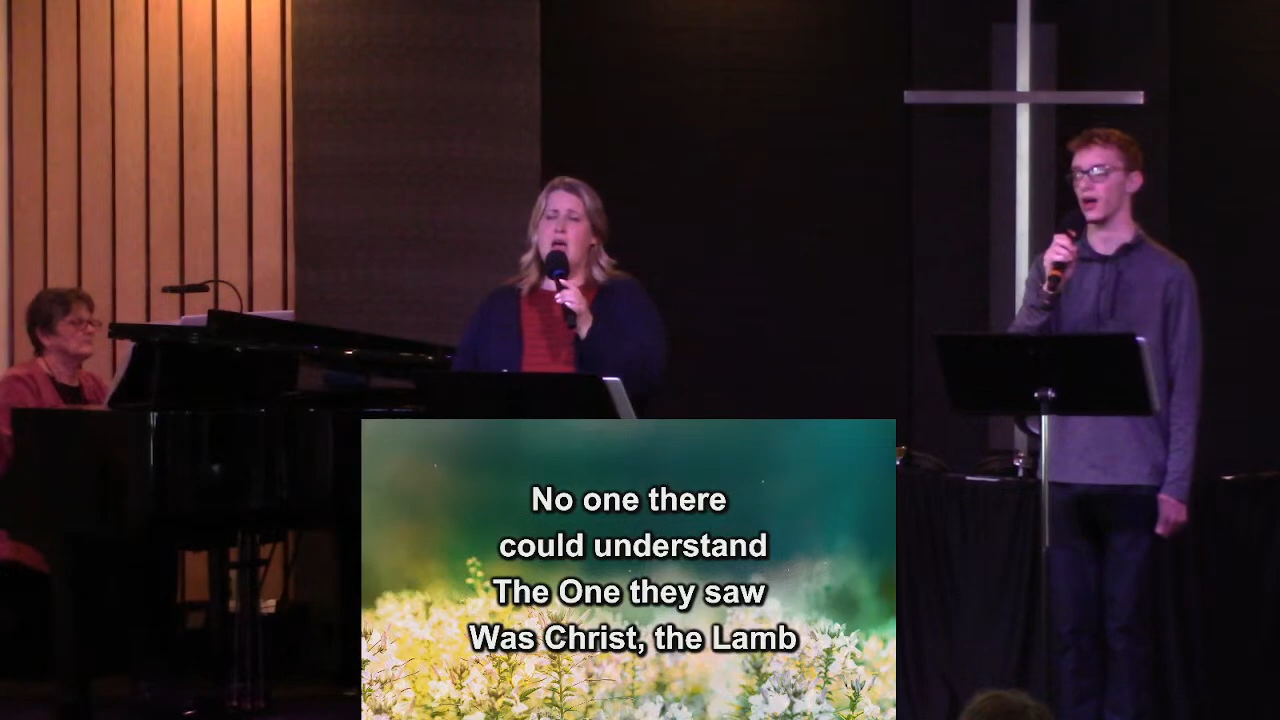 No one there
could understand
The One they saw
Was Christ, the Lamb